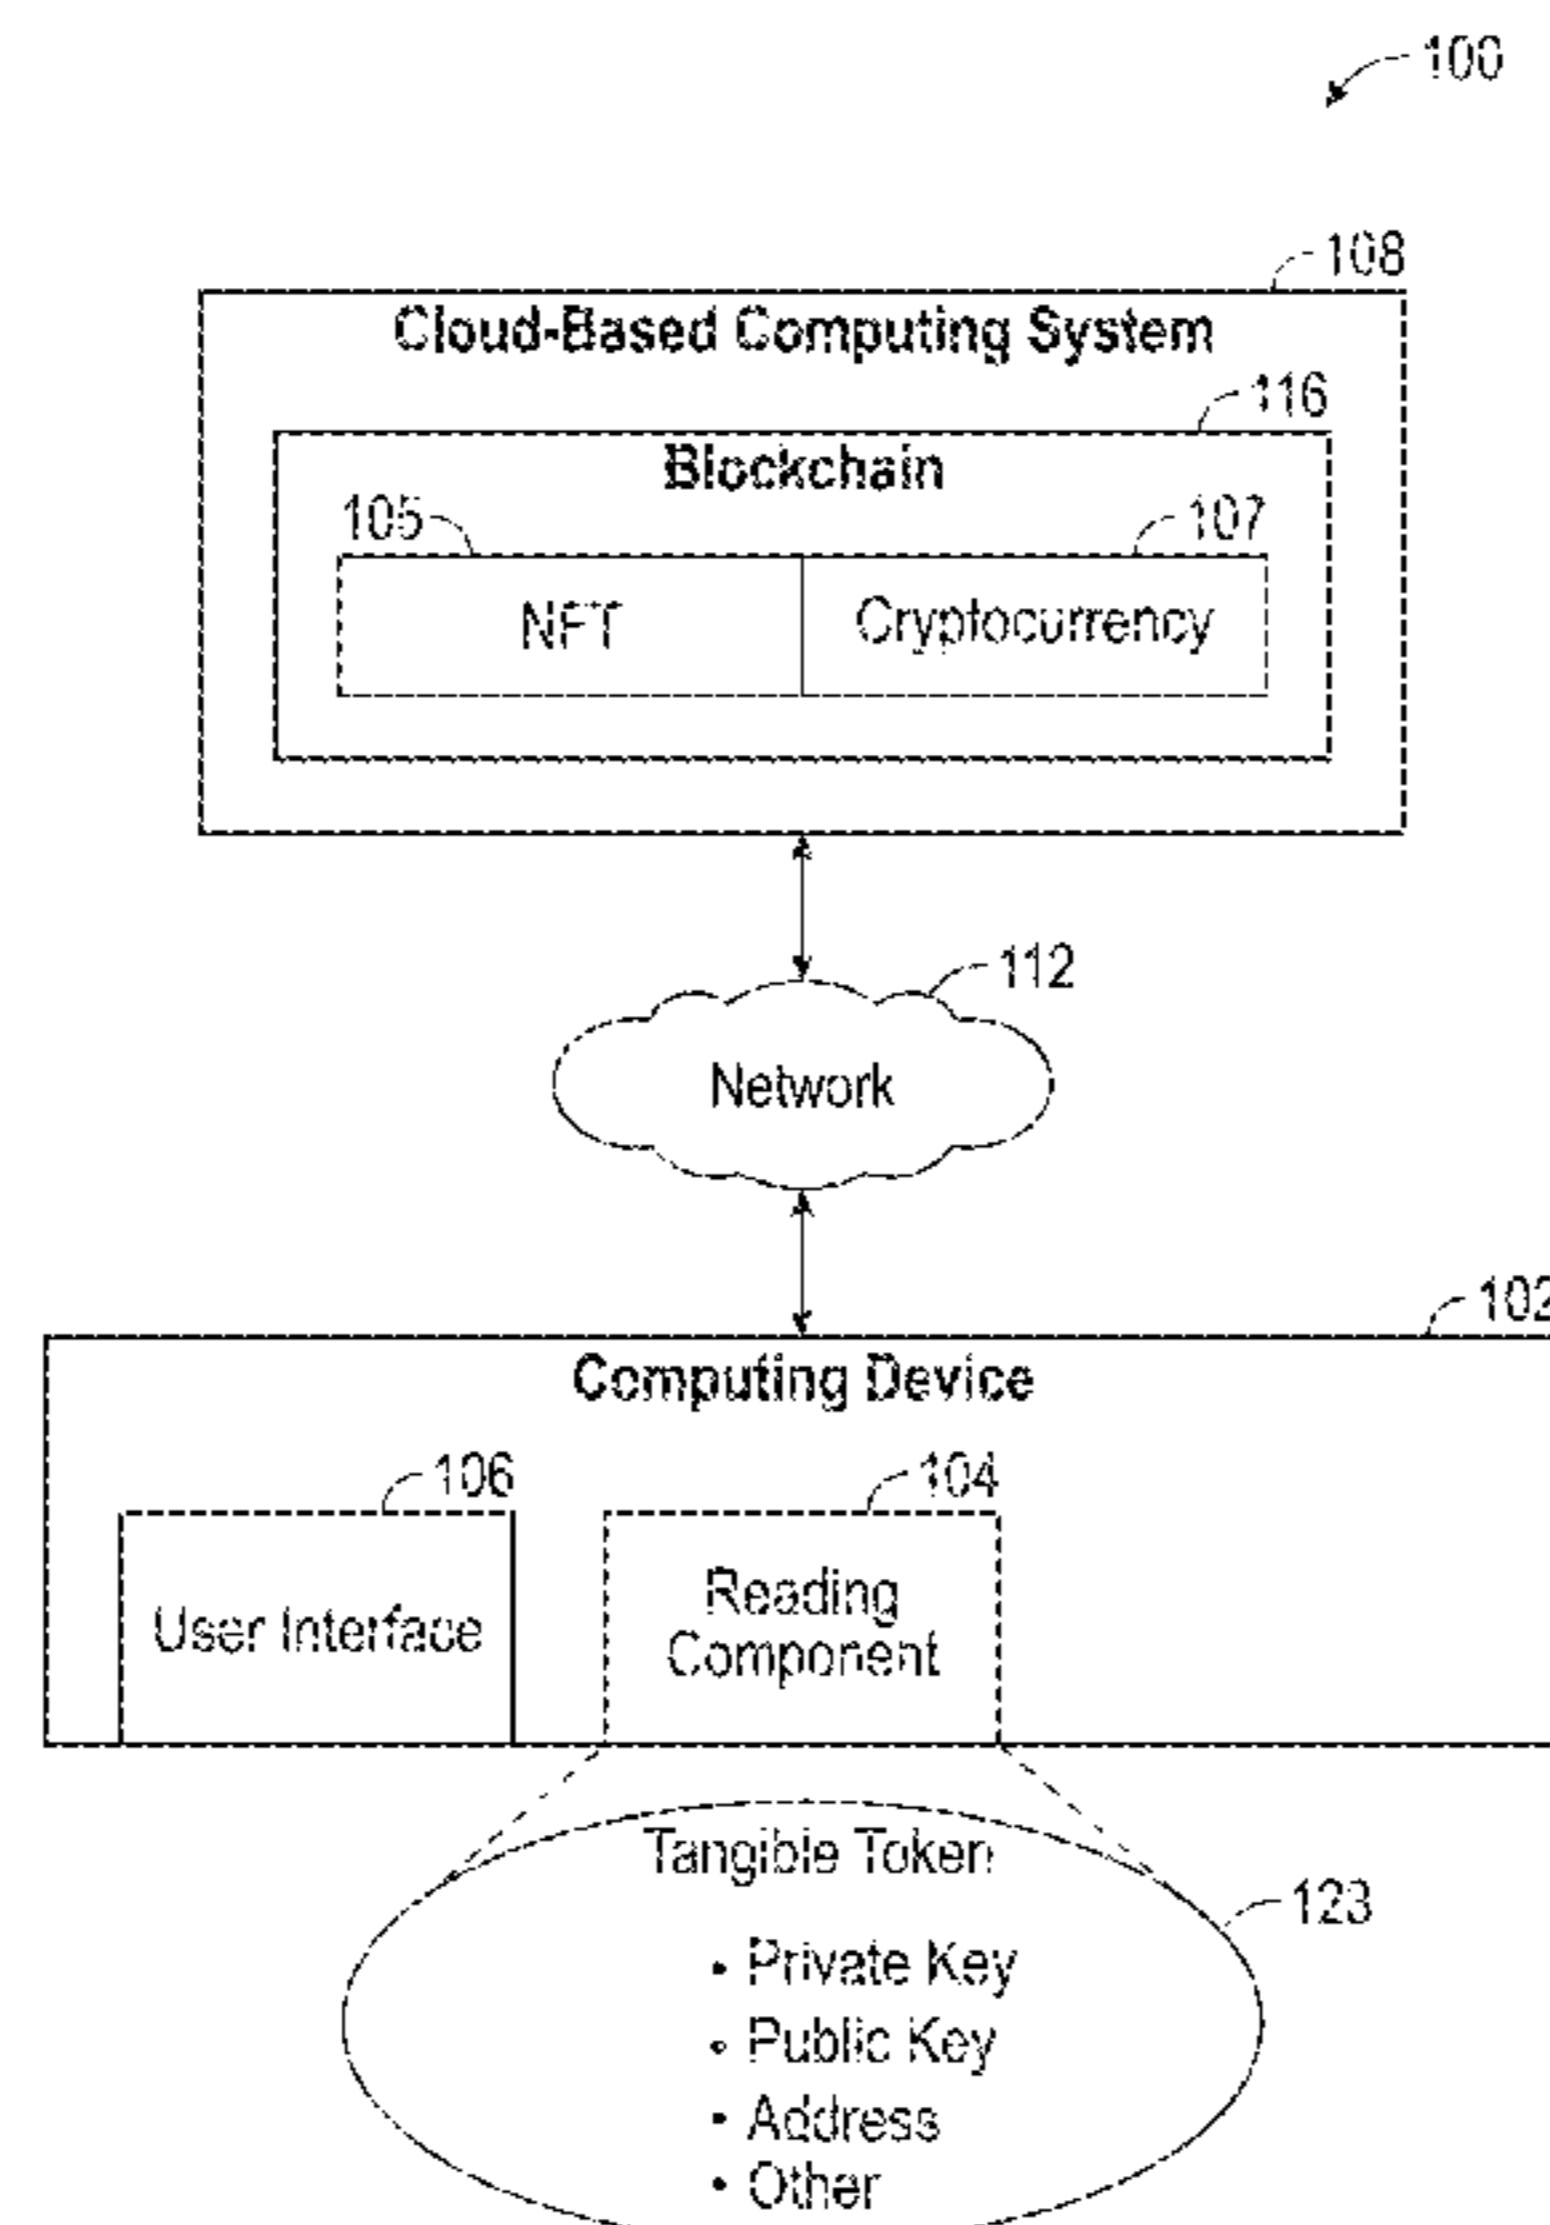 100
108
Cloud-Based Computing System
116
Blockchain
105
107
NFT
Cryptocurrency
112
Network
102
Computing Device
106
104
User Interface
Reading
Component
Tangible Token
123
• Private Key
• Public Key
• Address
• Other